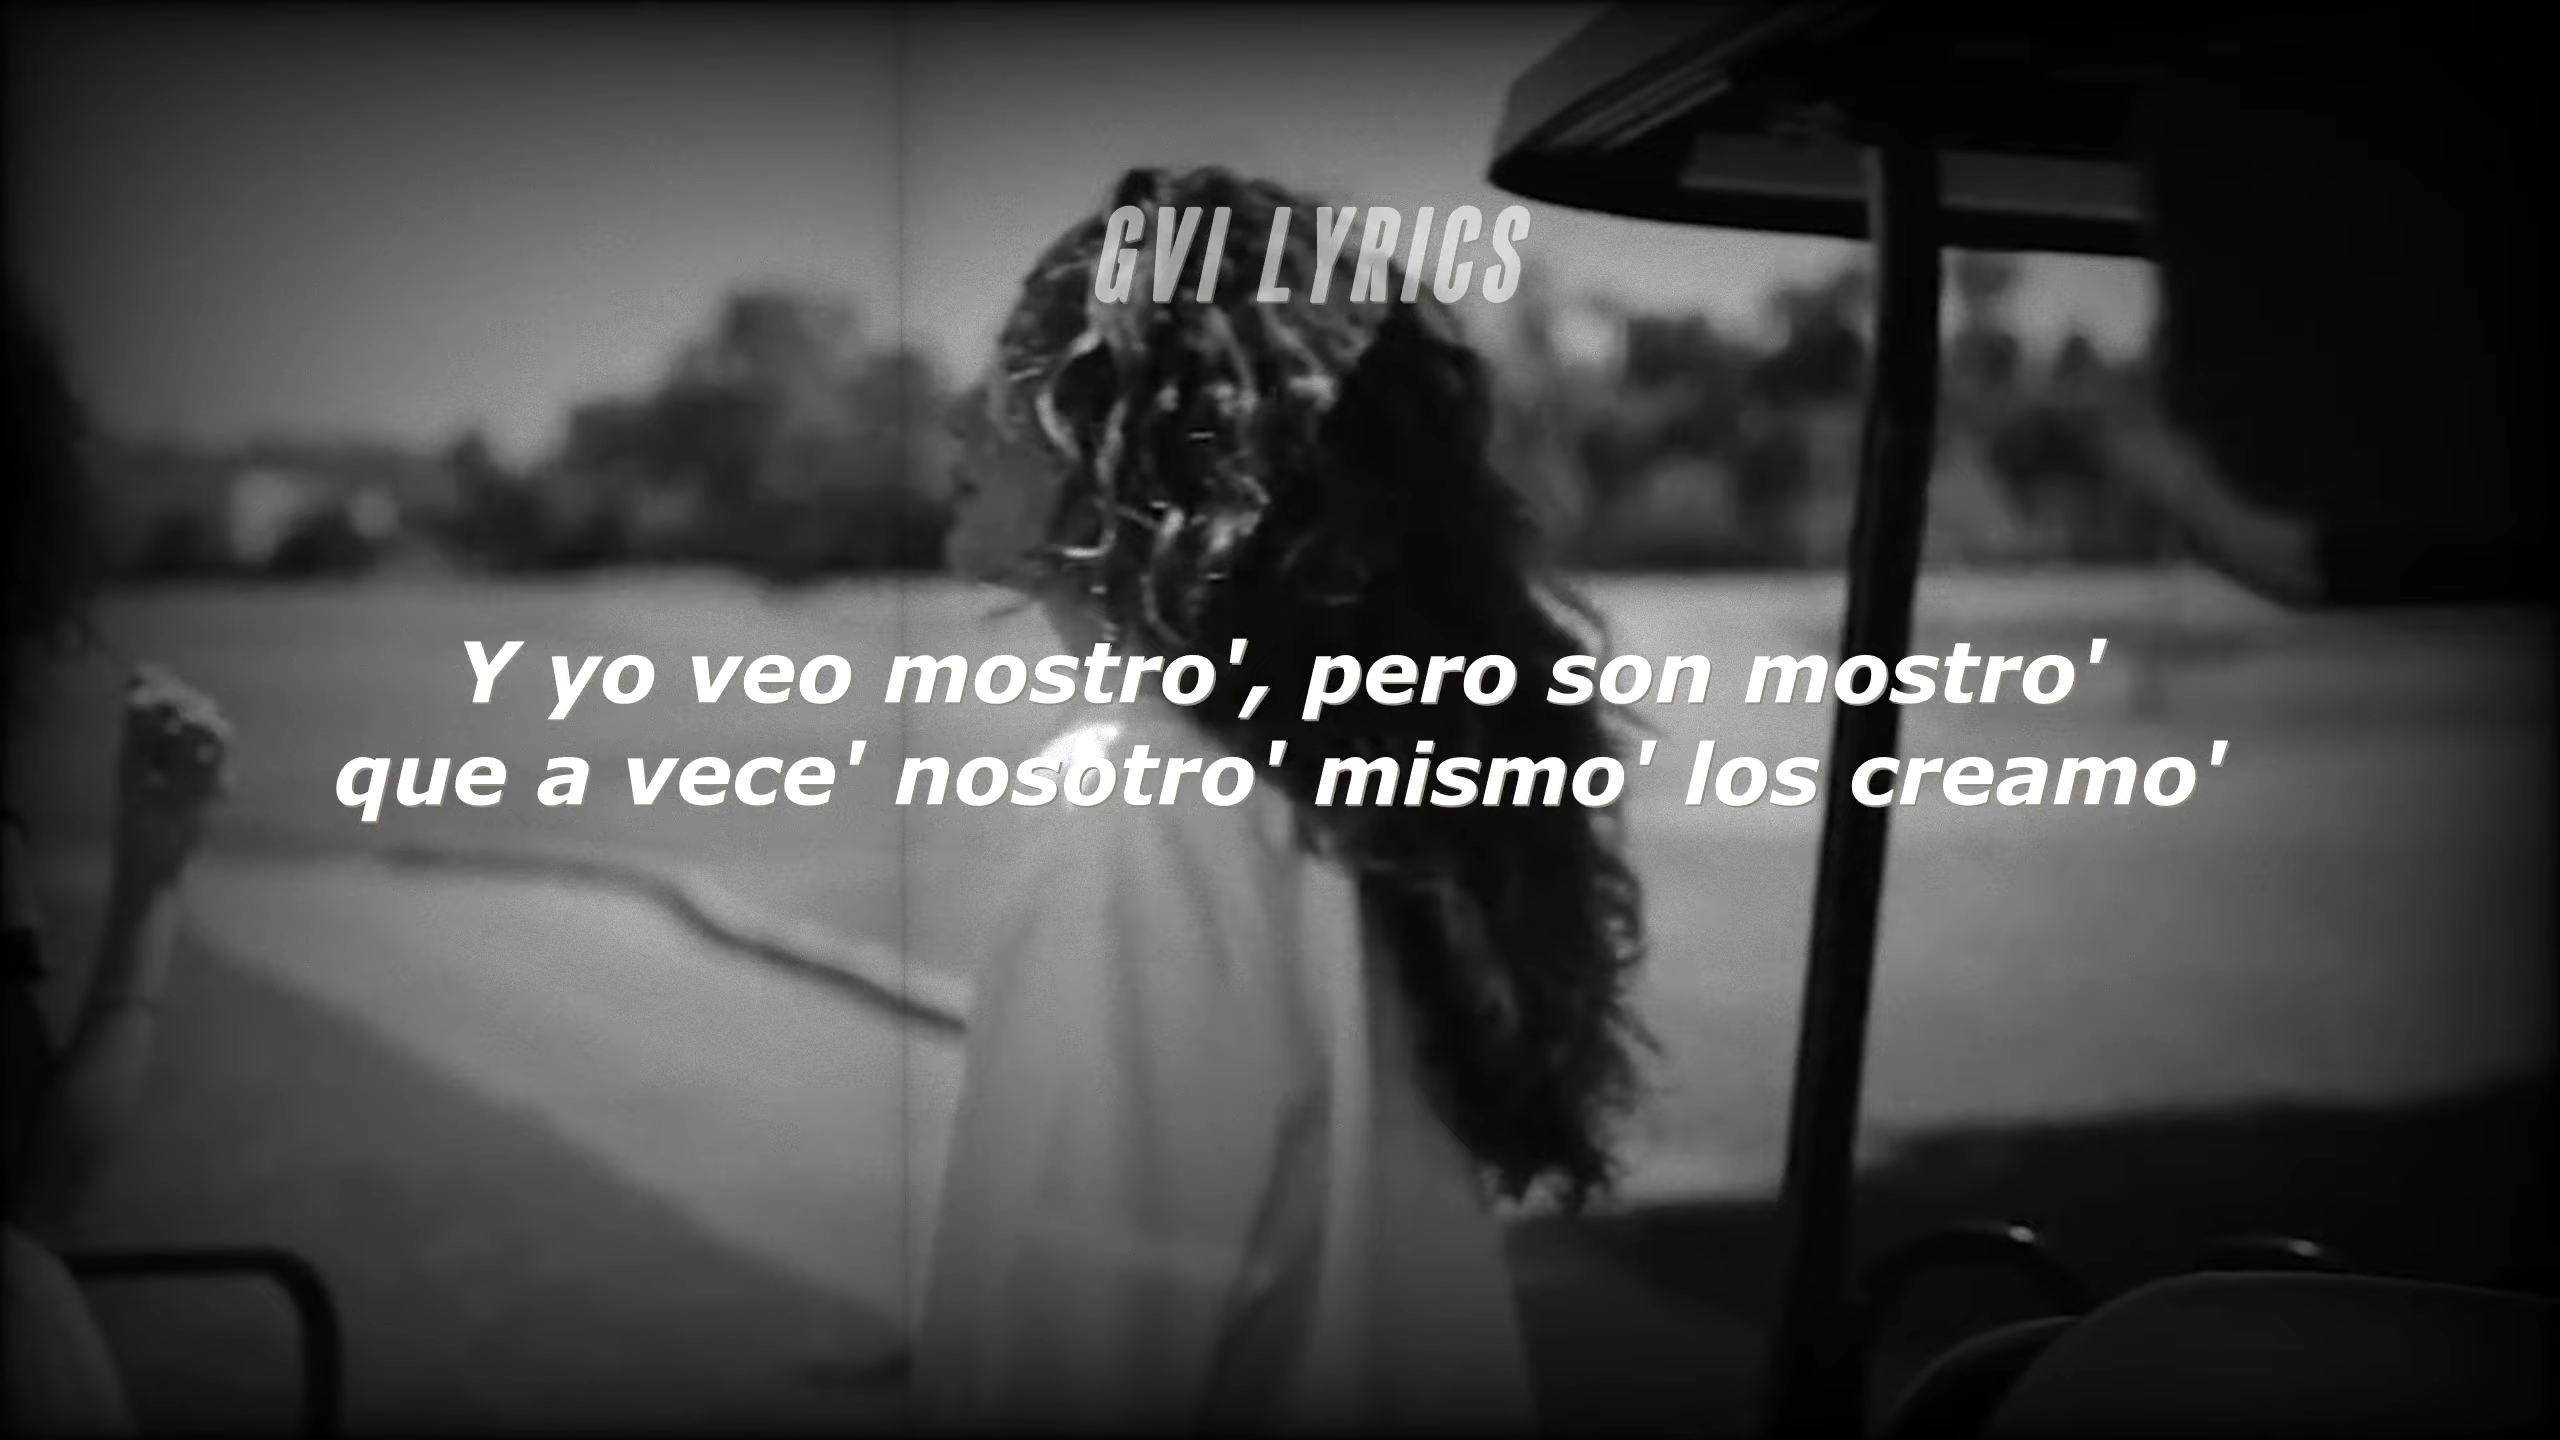 GVI LYRICS
Y yo veo mostro', pero son mostro'
que a vece' nosotro' mismo' los creamo'